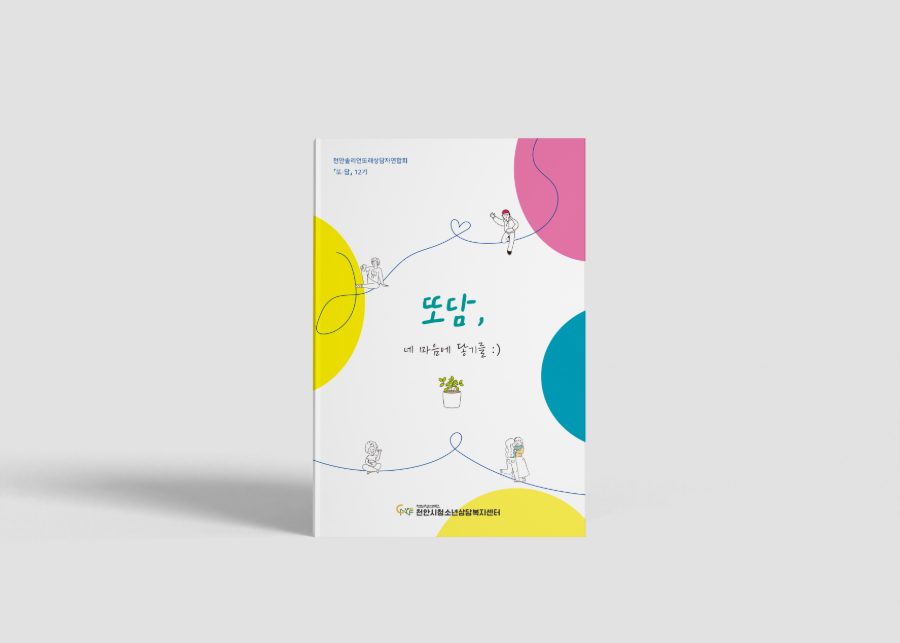 천안솔리언또래상담자연합회
「또 담」 12기
또담,
네 마음에 닿기를 :)
천안시청소년상담복지센터